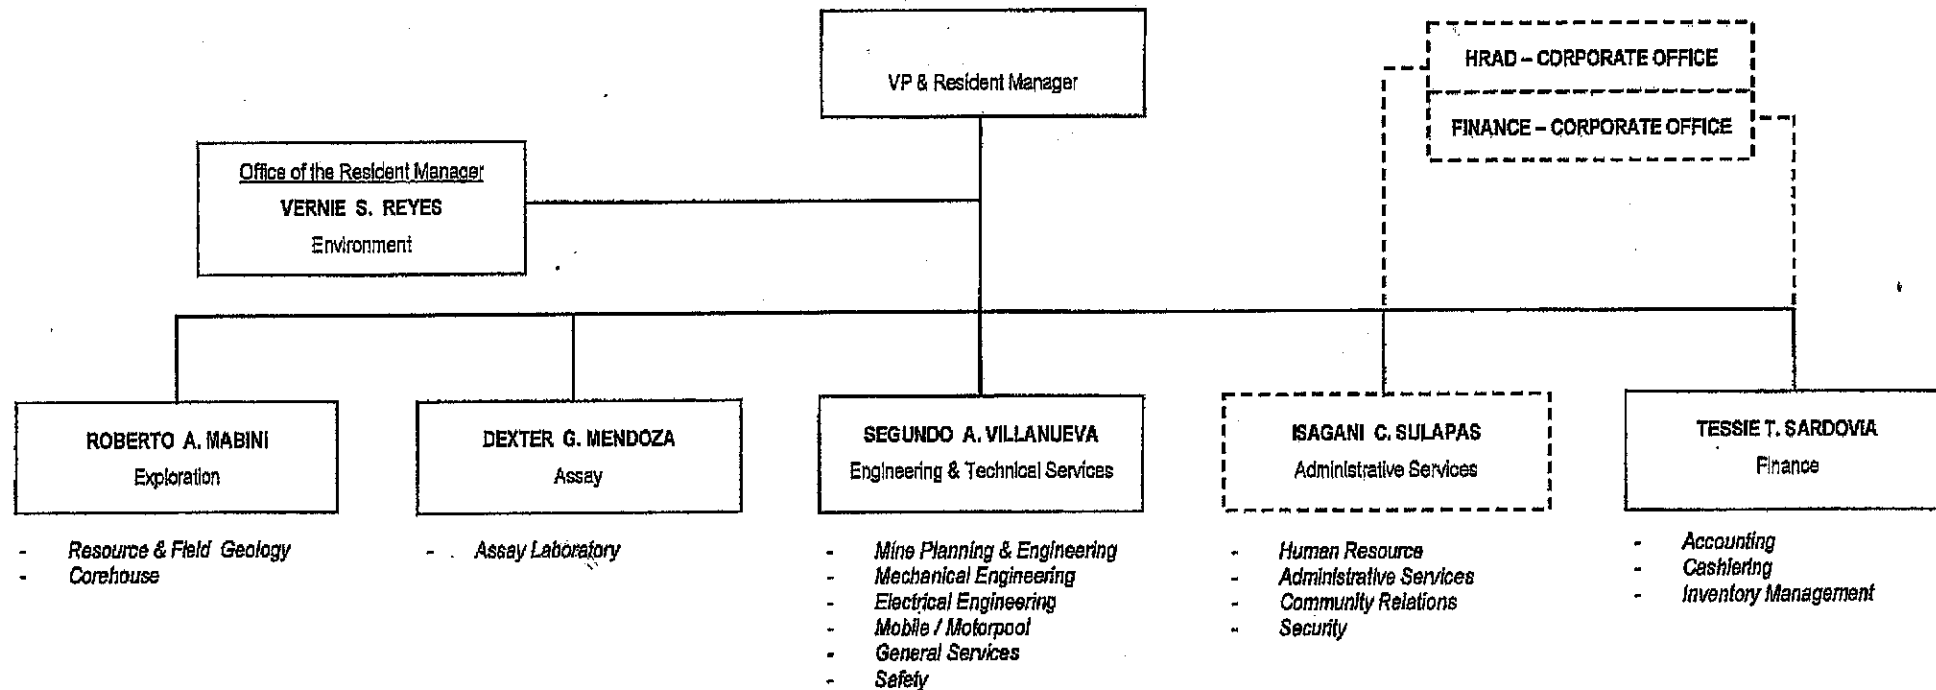 VP & Resident Manager
HRAD – CORPORATE OFFICE
FINANCE – CORPORATE OFFICE
Office of the Resident Manager
VERNIE S. REYES
Environment
ROBERTO A. MABINI
Exploration
- Resource & Field Geology
- Corehouse
DEXTER G. MENDOZA
Assay
- Assay Laboratory
SEGUNDO A. VILLANUEVA
Engineering & Technical Services
- Mine Planning & Engineering
- Mechanical Engineering
- Electrical Engineering
- Mobile / Motorpool
- General Services
- Safety
ISAGANI C. SULAPAS
Administrative Services
- Human Resource
- Administrative Services
- Community Relations
- Security
TESSIE T. SARDOVIA
Finance
- Accounting
- Cashiering
- Inventory Management